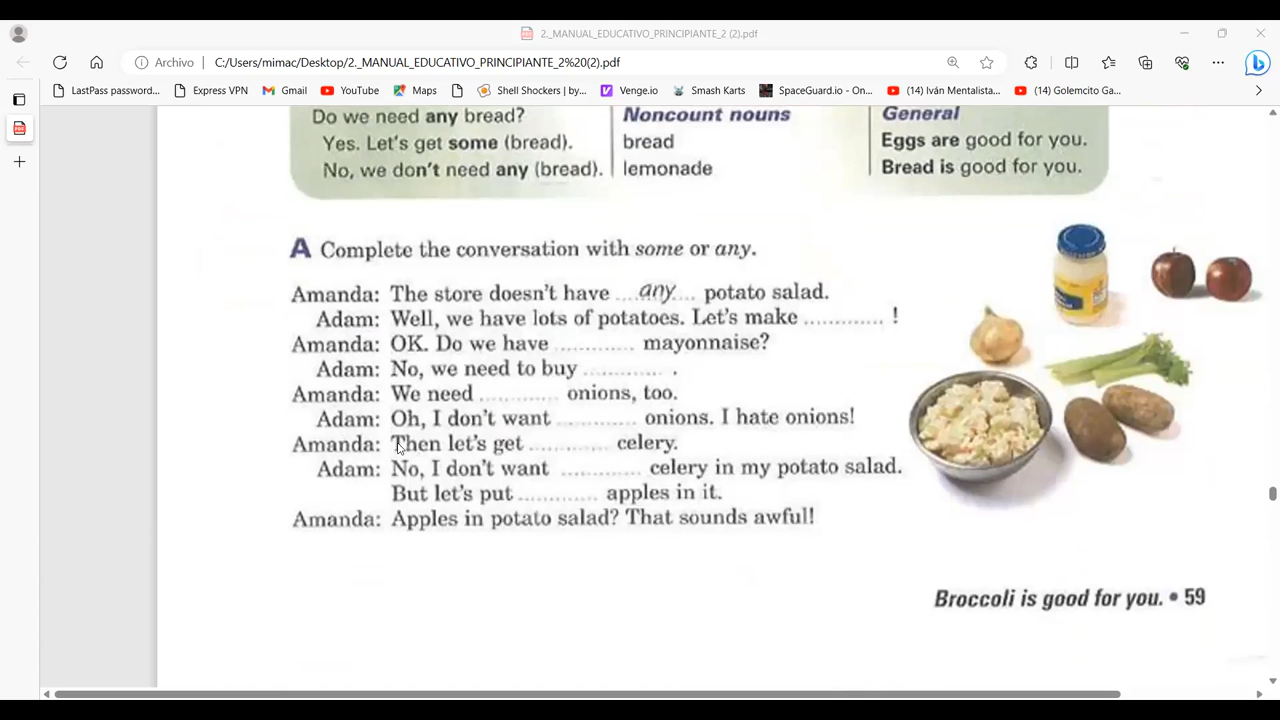 2._MANUAL_EDUCATIVO_PRINCIPIANTE_2 (2).pdf
Archivo C:/Users/mimac/Desktop/2._MANUAL_EDUCATIVO_PRINCIPIANTE_2%20(2).pdf
LastPass password... Express VPN Gmail YouTube Maps Shell Shockers | by... Venge.io Smash Karts SpaceGuard.io - On... (14) Iván Mentalista... (14) Golemcito Ga...
Do we need any bread? Noncount nouns General
Yes. Let's get some (bread). bread Eggs are good for you.
No, we don't need any (bread). lemonade Bread is good for you.
A Complete the conversation with some or any.
Amanda: The store doesn't have ....any.... potato salad.
Adam: Well, we have lots of potatoes. Let's make ............. !
Amanda: OK. Do we have ............. mayonnaise?
Adam: No, we need to buy ............. .
Amanda: We need ............. onions, too.
Adam: Oh, I don't want ............. onions. I hate onions!
Amanda: Then let's get ............. celery.
Adam: No, I don't want ............. celery in my potato salad.
But let's put ............. apples in it.
Amanda: Apples in potato salad? That sounds awful!
Broccoli is good for you. • 59